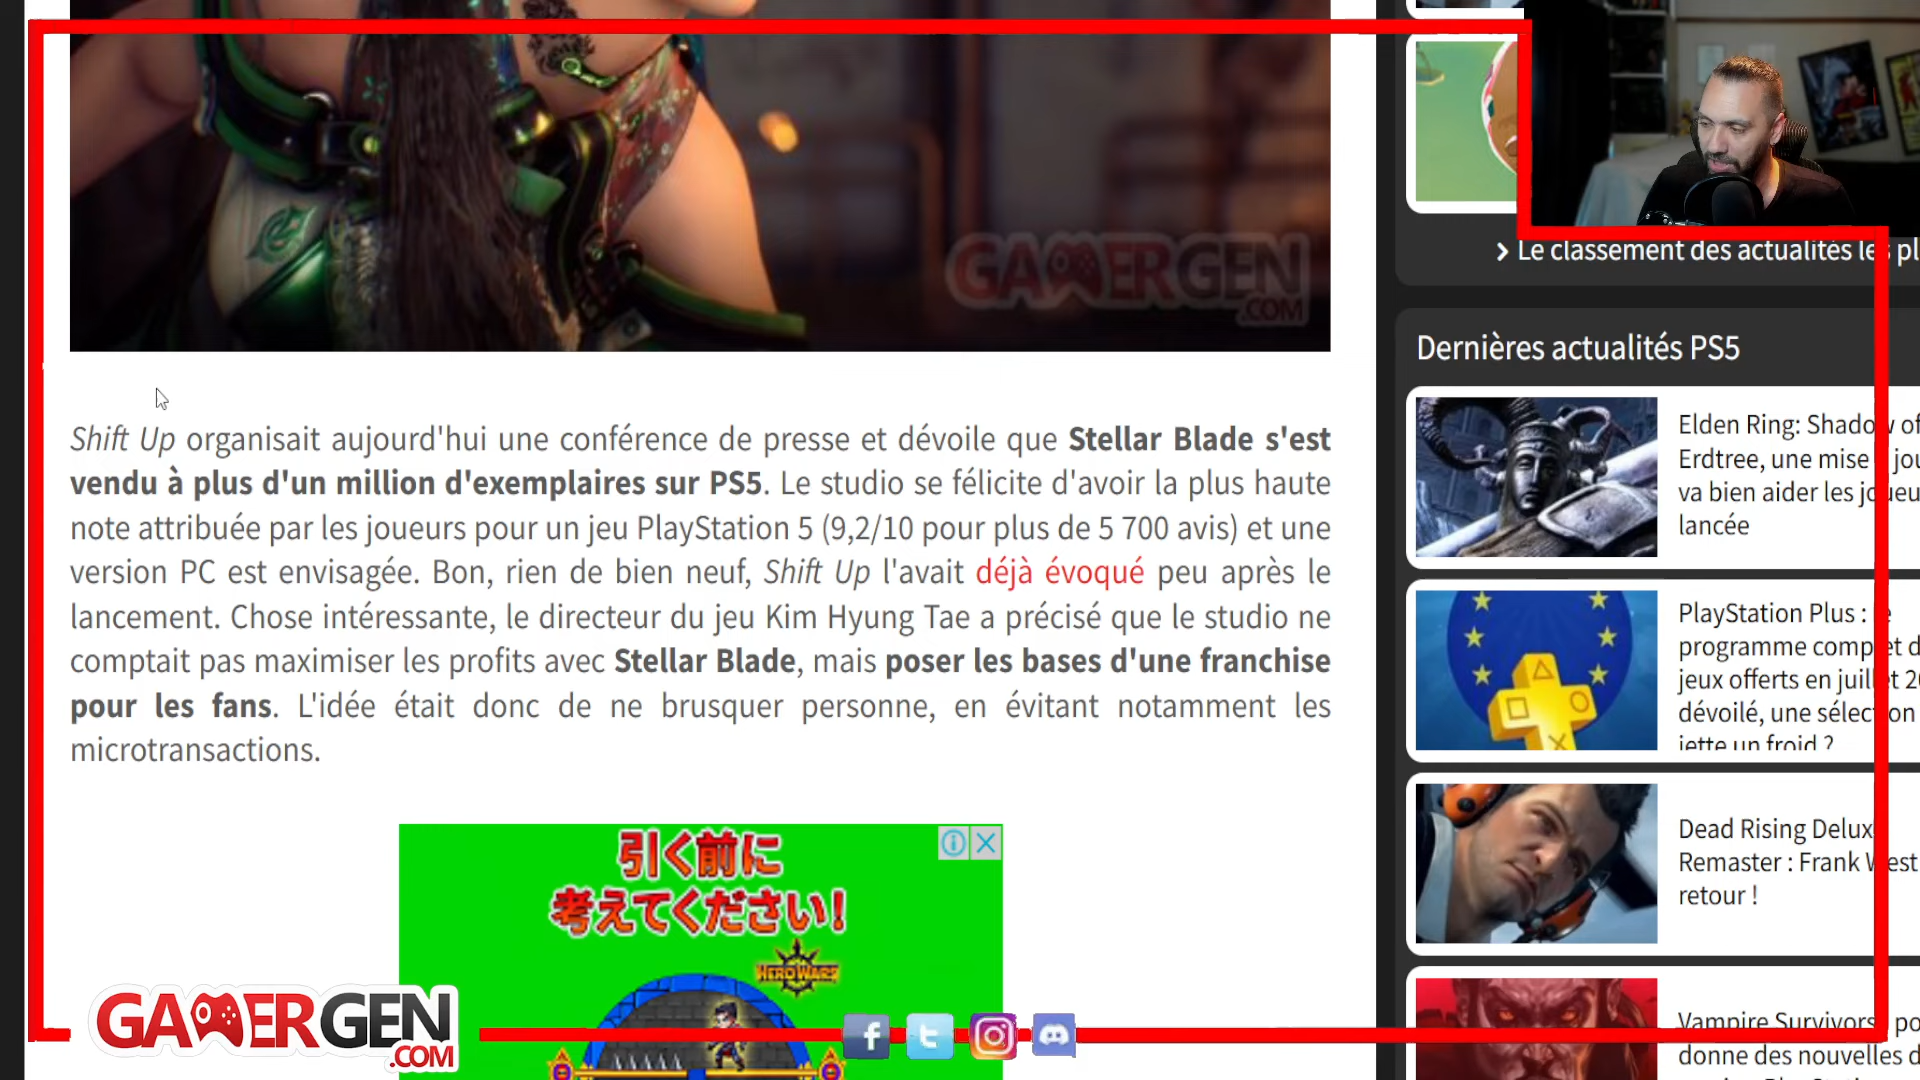 GAMERGEN
.COM
Shift Up organisait aujourd'hui une conférence de presse et dévoile que Stellar Blade s'est
vendu à plus d'un million d'exemplaires sur PS5. Le studio se félicite d'avoir la plus haute
note attribuée par les joueurs pour un jeu PlayStation 5 (9,2/10 pour plus de 5 700 avis) et une
version PC est envisagée. Bon, rien de bien neuf, Shift Up l'avait déjà évoqué peu après le
lancement. Chose intéressante, le directeur du jeu Kim Hyung Tae a précisé que le studio ne
comptait pas maximiser les profits avec Stellar Blade, mais poser les bases d'une franchise
pour les fans. L'idée était donc de ne brusquer personne, en évitant notamment les
microtransactions.
引く前に
考えてください!
HERO WARS
GAMERGEN
.COM
Le classement des actualités les pl
Dernières actualités PS5
Elden Ring: Shadow of
Erdtree, une mise jou
va bien aider les joueu
lancée
PlayStation Plus : le
programme complet d
jeux offerts en juillet 20
dévoilé, une sélection
jette un froid ?
Dead Rising Deluxe
Remaster : Frank West
retour !
Vampire Survivors po
donne des nouvelles d